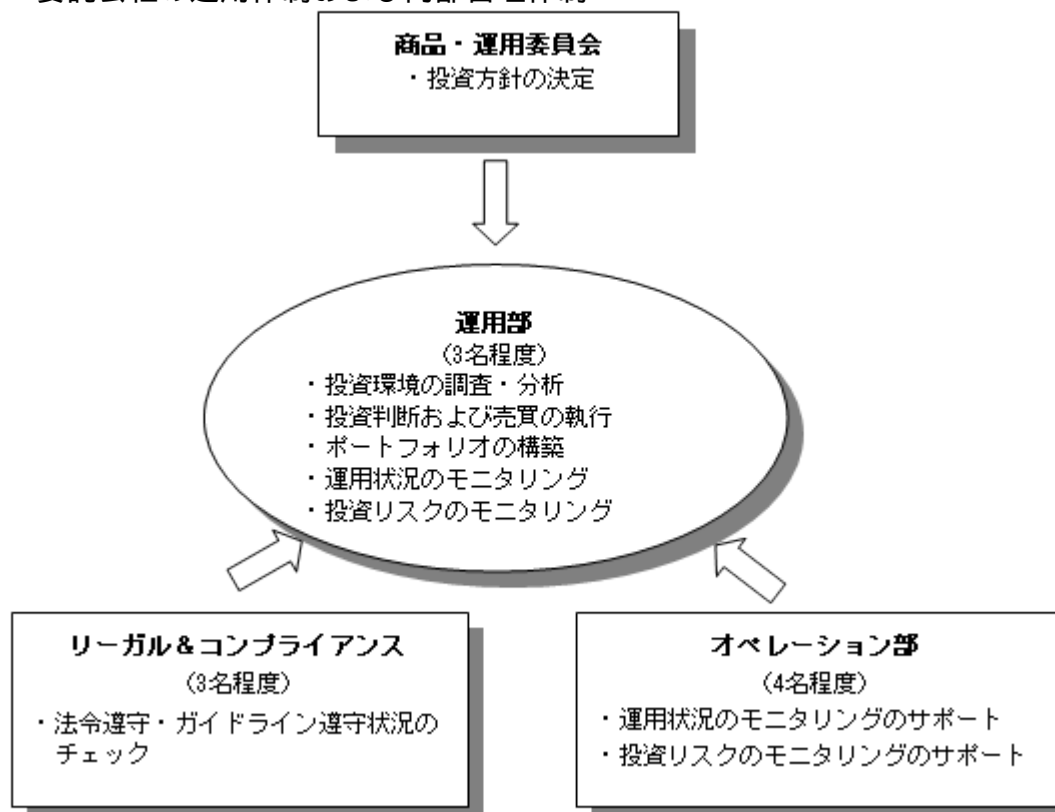 商品・運用委員会
・投資方針の決定
運用部
(3名程度)
・投資環境の調査・分析
・投資判断および売買の執行
・ポートフォリオの構築
・運用状況のモニタリング
・投資リスクのモニタリング
リーガル＆コンプライアンス
(3名程度)
・法令遵守・ガイドライン遵守状況の
チェック
オペレーション部
(4名程度)
・運用状況のモニタリングのサポート
・投資リスクのモニタリングのサポート